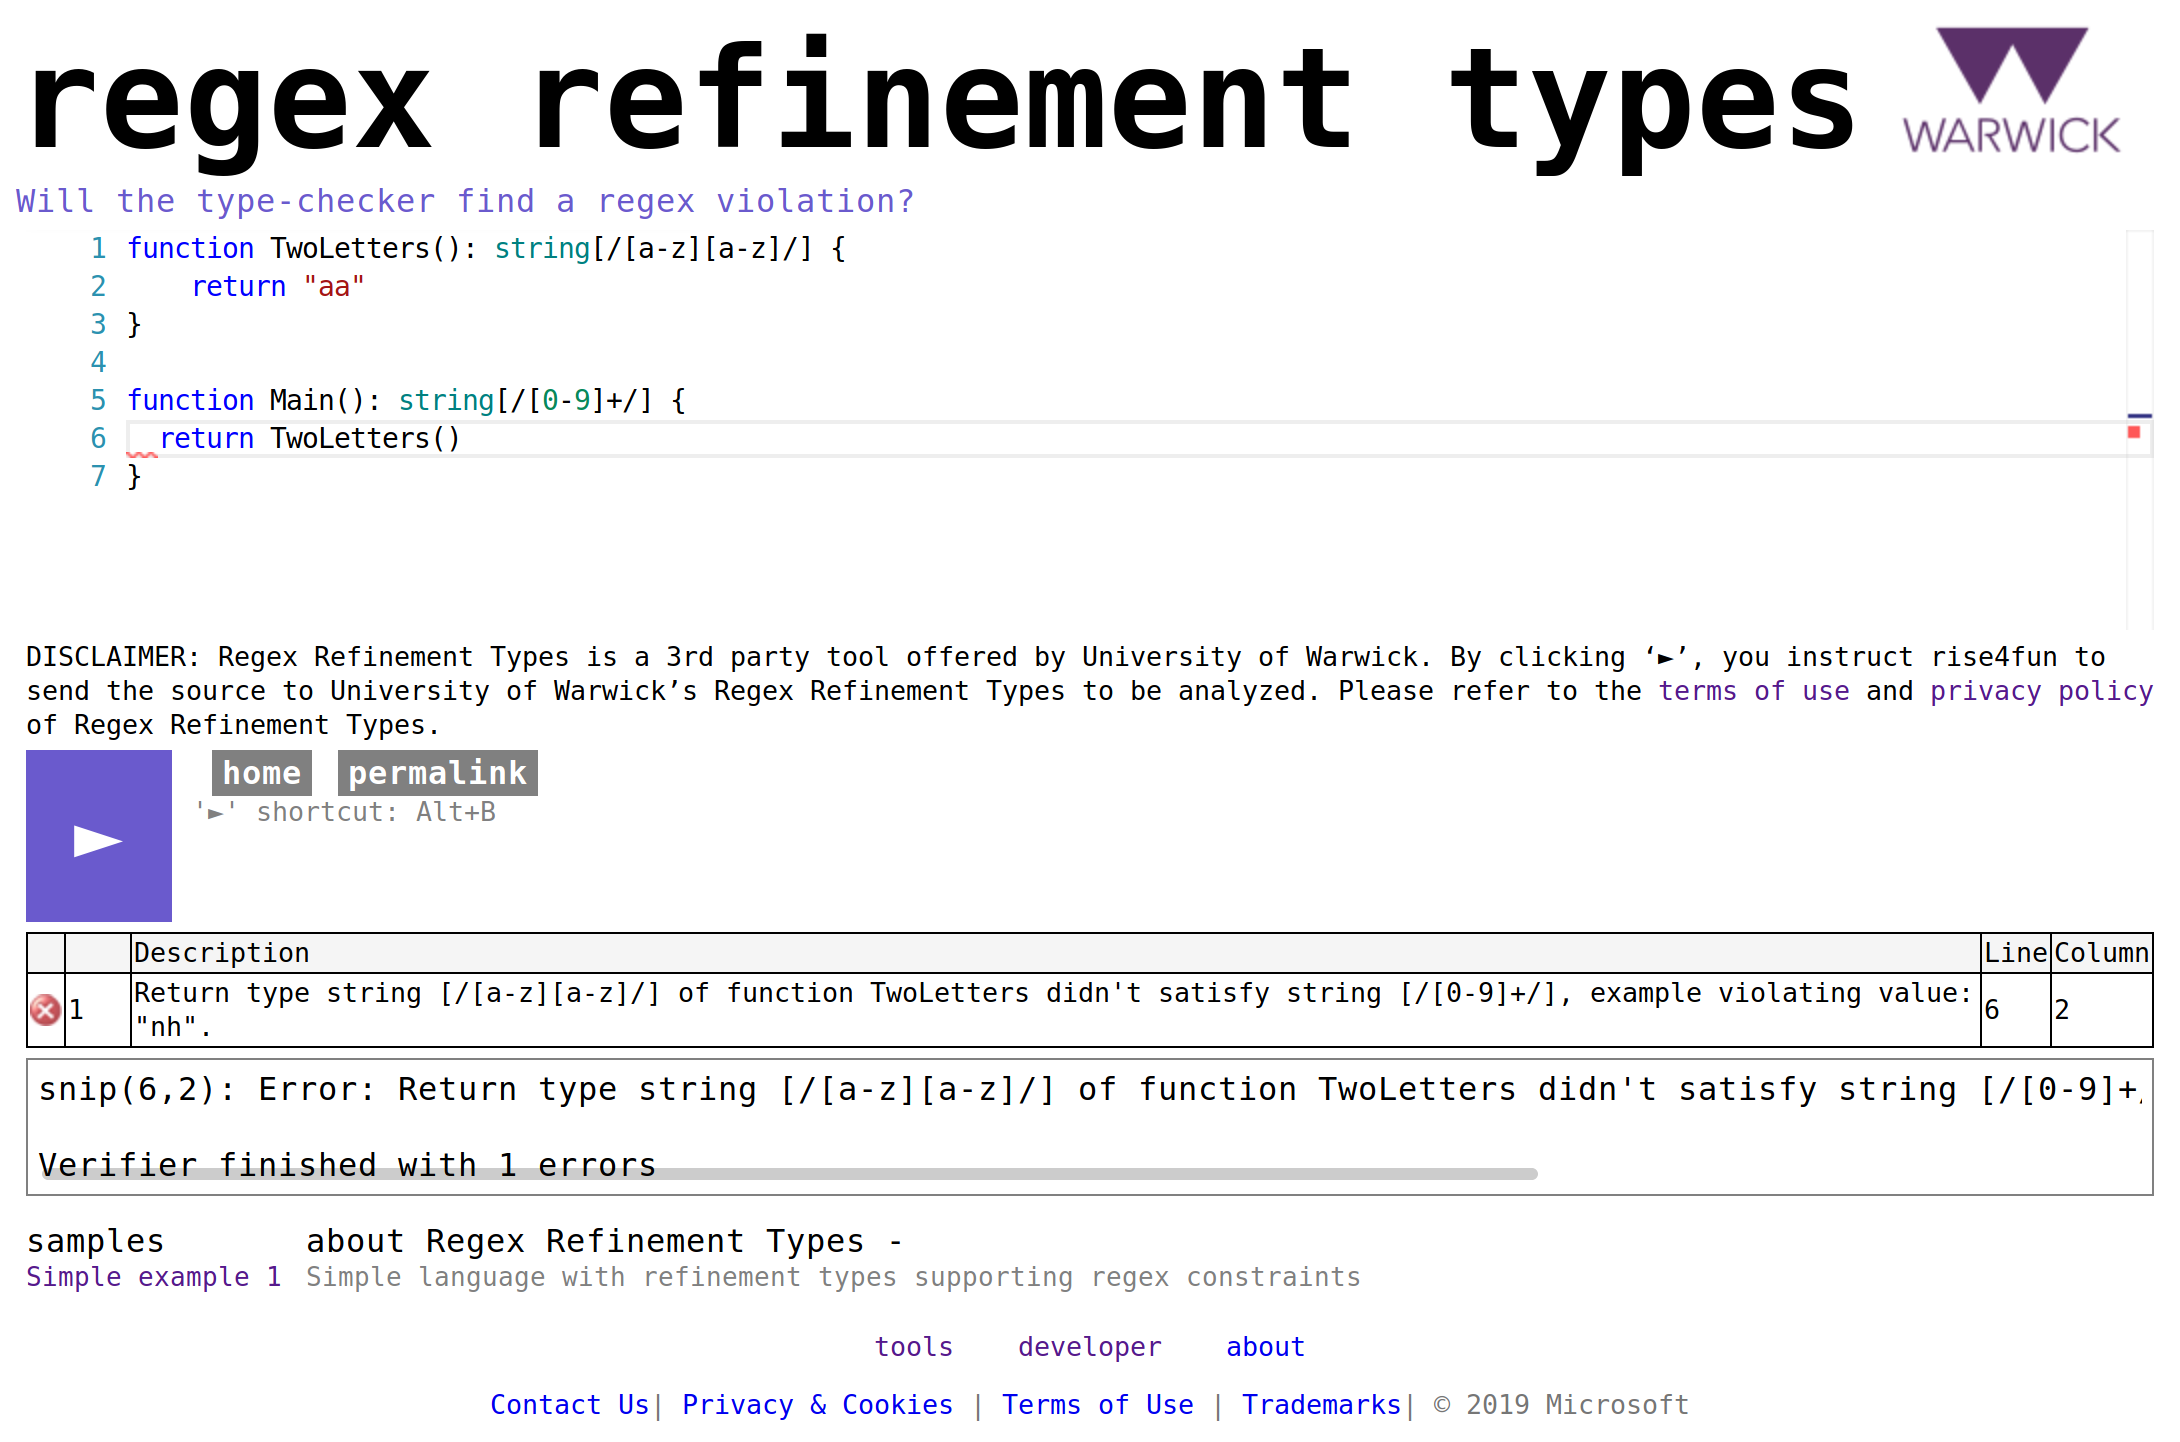 regex refinement types
WARWICK
Will the type-checker find a regex violation?
1 function TwoLetters(): string[/[a-z][a-z]/] {
2     return "aa"
3 }
4
5 function Main(): string[/[0-9]+/] {
6   return TwoLetters()
7 }
DISCLAIMER: Regex Refinement Types is a 3rd party tool offered by University of Warwick. By clicking ‘►’, you instruct rise4fun to
send the source to University of Warwick’s Regex Refinement Types to be analyzed. Please refer to the terms of use and privacy policy
of Regex Refinement Types.
►
home permalink
'►' shortcut: Alt+B
Description Line Column
1 Return type string [/[a-z][a-z]/] of function TwoLetters didn't satisfy string [/[0-9]+/], example violating value: 6 2
"nh".
snip(6,2): Error: Return type string [/[a-z][a-z]/] of function TwoLetters didn't satisfy string [/[0-9]+/
Verifier finished with 1 errors
samples about Regex Refinement Types -
Simple example 1 Simple language with refinement types supporting regex constraints
tools developer about
Contact Us| Privacy & Cookies | Terms of Use | Trademarks| © 2019 Microsoft